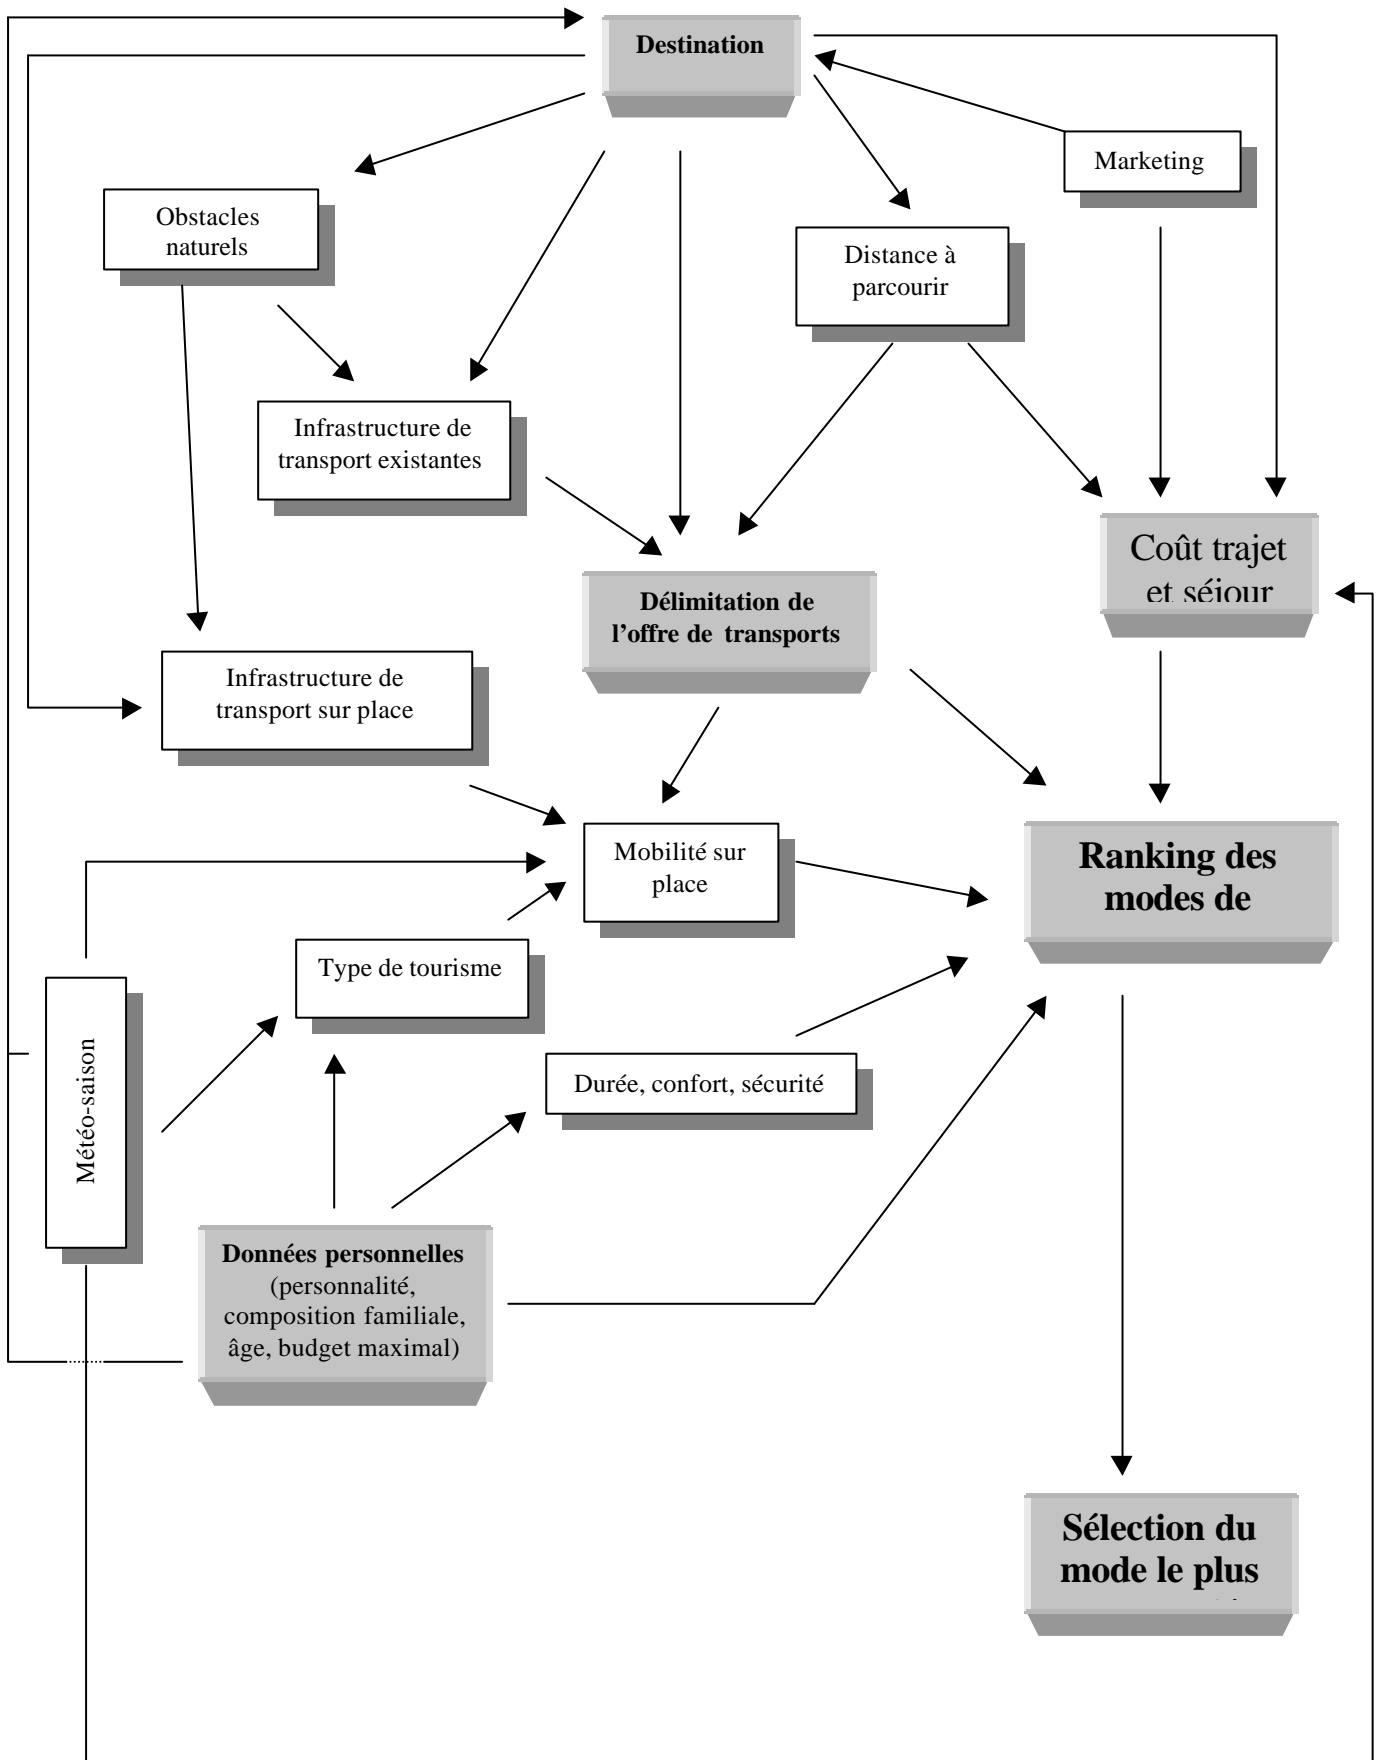 Destination
Marketing
Obstacles
naturels
Distance à
parcourir
Infrastructure de
transport existantes
Coût trajet
et séjour
Délimitation de
l'offre de transports
Infrastructure de
transport sur place
Mobilité sur
place
Ranking des
modes de
Type de tourisme
Météo-saison
Durée, confort, sécurité
Données personnelles
(personnalité,
composition familiale,
âge, budget maximal)
Sélection du
mode le plus